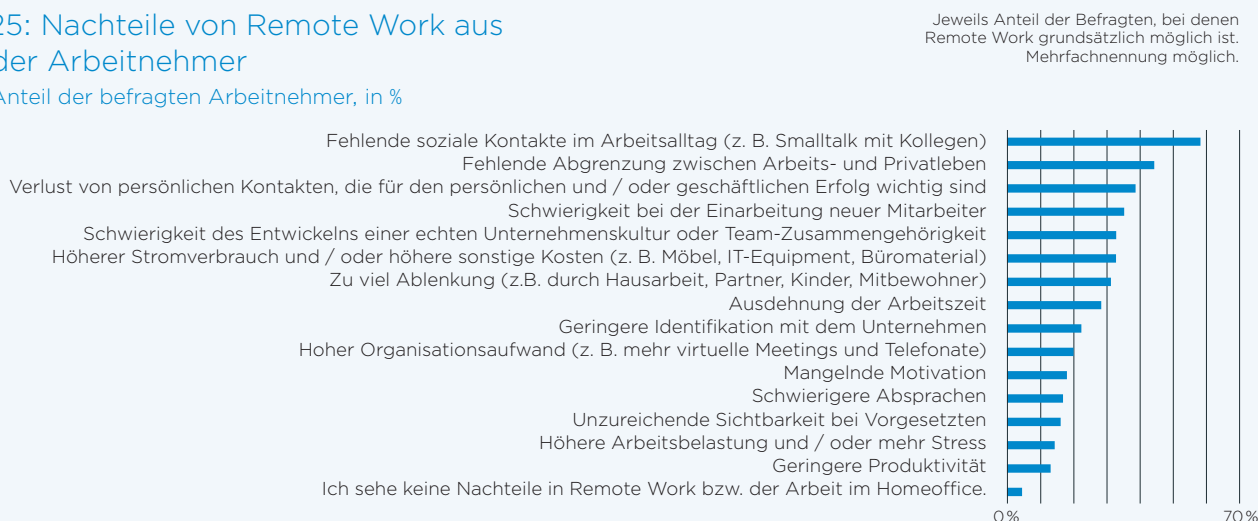 25: Nachteile von Remote Work aus
der Arbeitnehmer
Anteil der befragten Arbeitnehmer, in %
Jeweils Anteil der Befragten, bei denen
Remote Work grundsätzlich möglich ist.
Mehrfachnennung möglich.
Fehlende soziale Kontakte im Arbeitsalltag (z. B. Smalltalk mit Kollegen)
Fehlende Abgrenzung zwischen Arbeits- und Privatleben
Verlust von persönlichen Kontakten, die für den persönlichen und / oder geschäftlichen Erfolg wichtig sind
Schwierigkeit bei der Einarbeitung neuer Mitarbeiter
Schwierigkeit des Entwickelns einer echten Unternehmenskultur oder Team-Zusammengehörigkeit
Höherer Stromverbrauch und / oder höhere sonstige Kosten (z. B. Möbel, IT-Equipment, Büromaterial)
Zu viel Ablenkung (z.B. durch Hausarbeit, Partner, Kinder, Mitbewohner)
Ausdehnung der Arbeitszeit
Geringere Identifikation mit dem Unternehmen
Hoher Organisationsaufwand (z. B. mehr virtuelle Meetings und Telefonate)
Mangelnde Motivation
Schwierigere Absprachen
Unzureichende Sichtbarkeit bei Vorgesetzten
Höhere Arbeitsbelastung und / oder mehr Stress
Geringere Produktivität
Ich sehe keine Nachteile in Remote Work bzw. der Arbeit im Homeoffice.
0 % 70 %